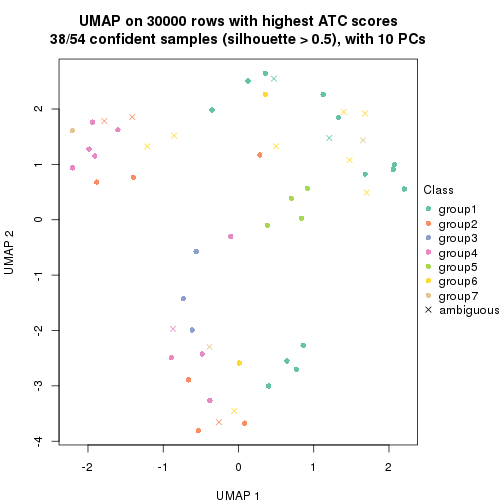 UMAP on 30000 rows with highest ATC scores
38/54 confident samples (silhouette > 0.5), with 10 PCs
UMAP 2
2
1
0
-1
-2
-3
-4
-2
-1
0
1
2
UMAP 1
Class
group1
group2
group3
group4
group5
group6
group7
ambiguous